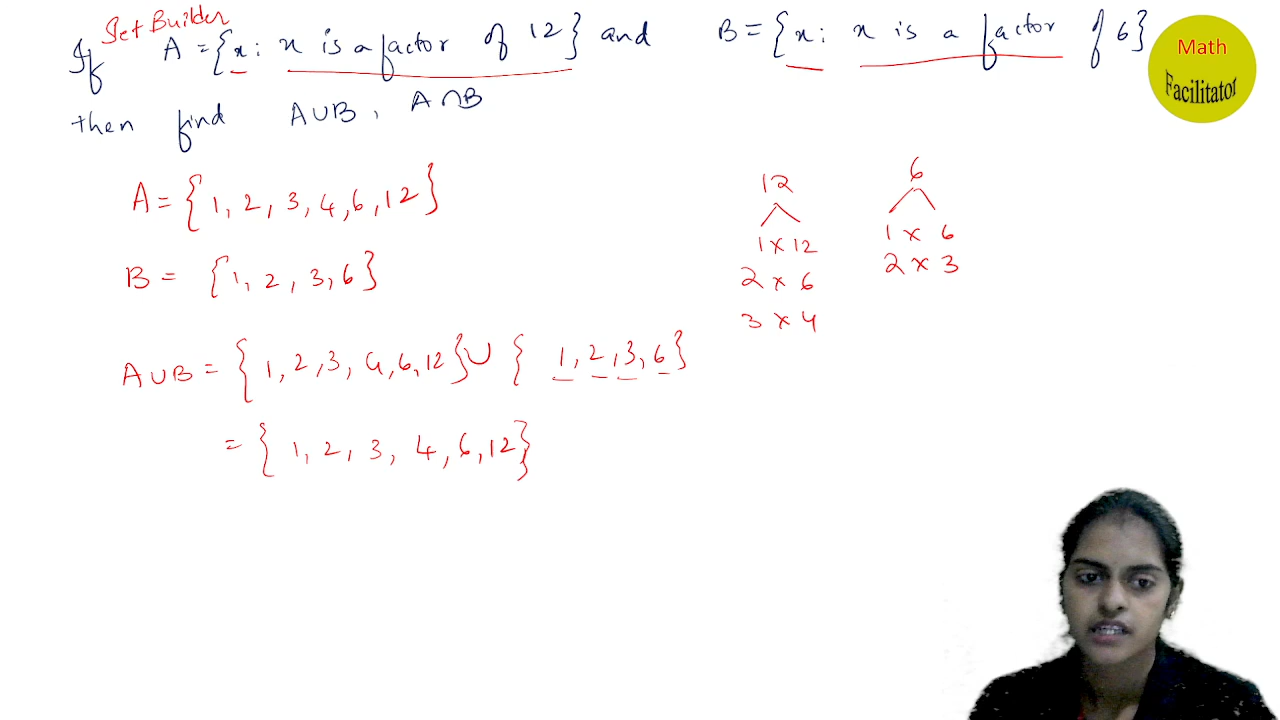 Set Builder
If A = {x : x is a factor of 12} and B = {x : x is a factor of 6}
then find A∪B, A∩B
Math
Facilitator
A = {1, 2, 3, 4, 6, 12}
B = {1, 2, 3, 6}
A∪B = {1, 2, 3, 4, 6, 12} ∪ {1, 2, 3, 6}
= {1, 2, 3, 4, 6, 12}
12
1 × 12
2 × 6
3 × 4
6
1 × 6
2 × 3